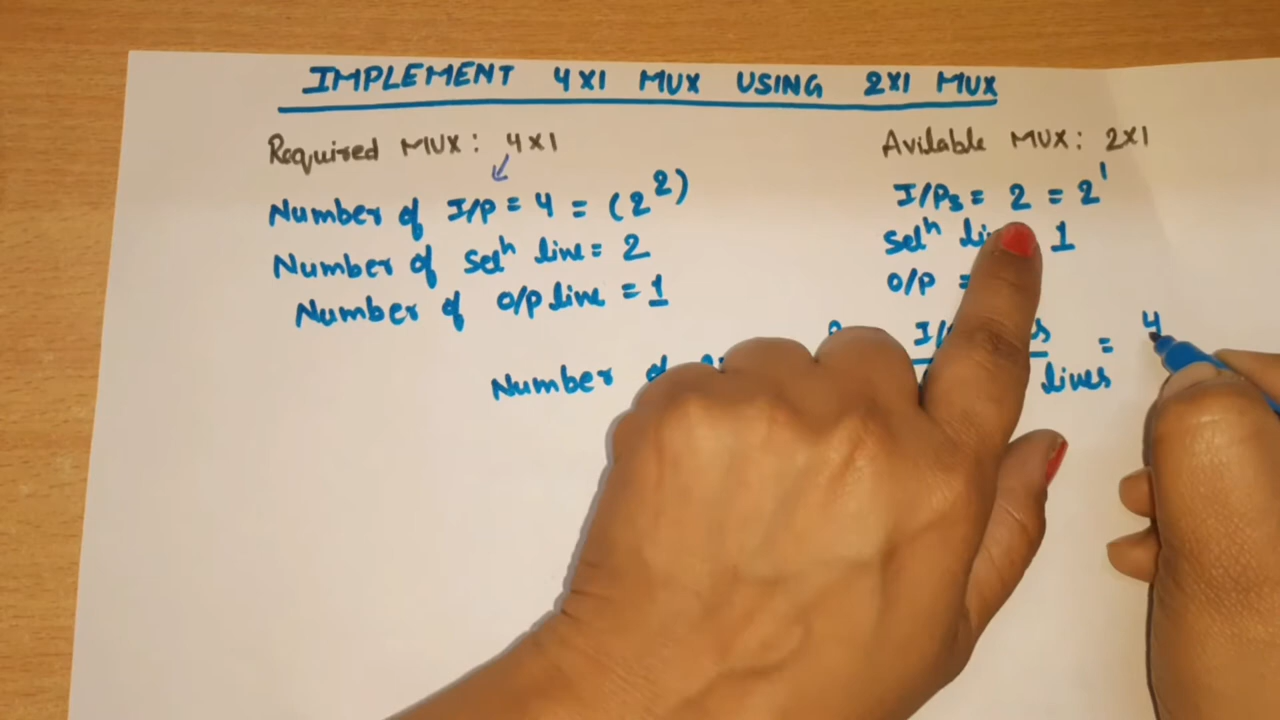 IMPLEMENT 4X1 MUX USING 2X1 MUX
Required MUX: 4X1
Number of I/P = 4 = (2²)
Number of selⁿ line = 2
Number of o/p line = 1
Avilable MUX: 2X1
I/Ps = 2 = 2¹
Selⁿ 1
O/P =
Number of lines = 4